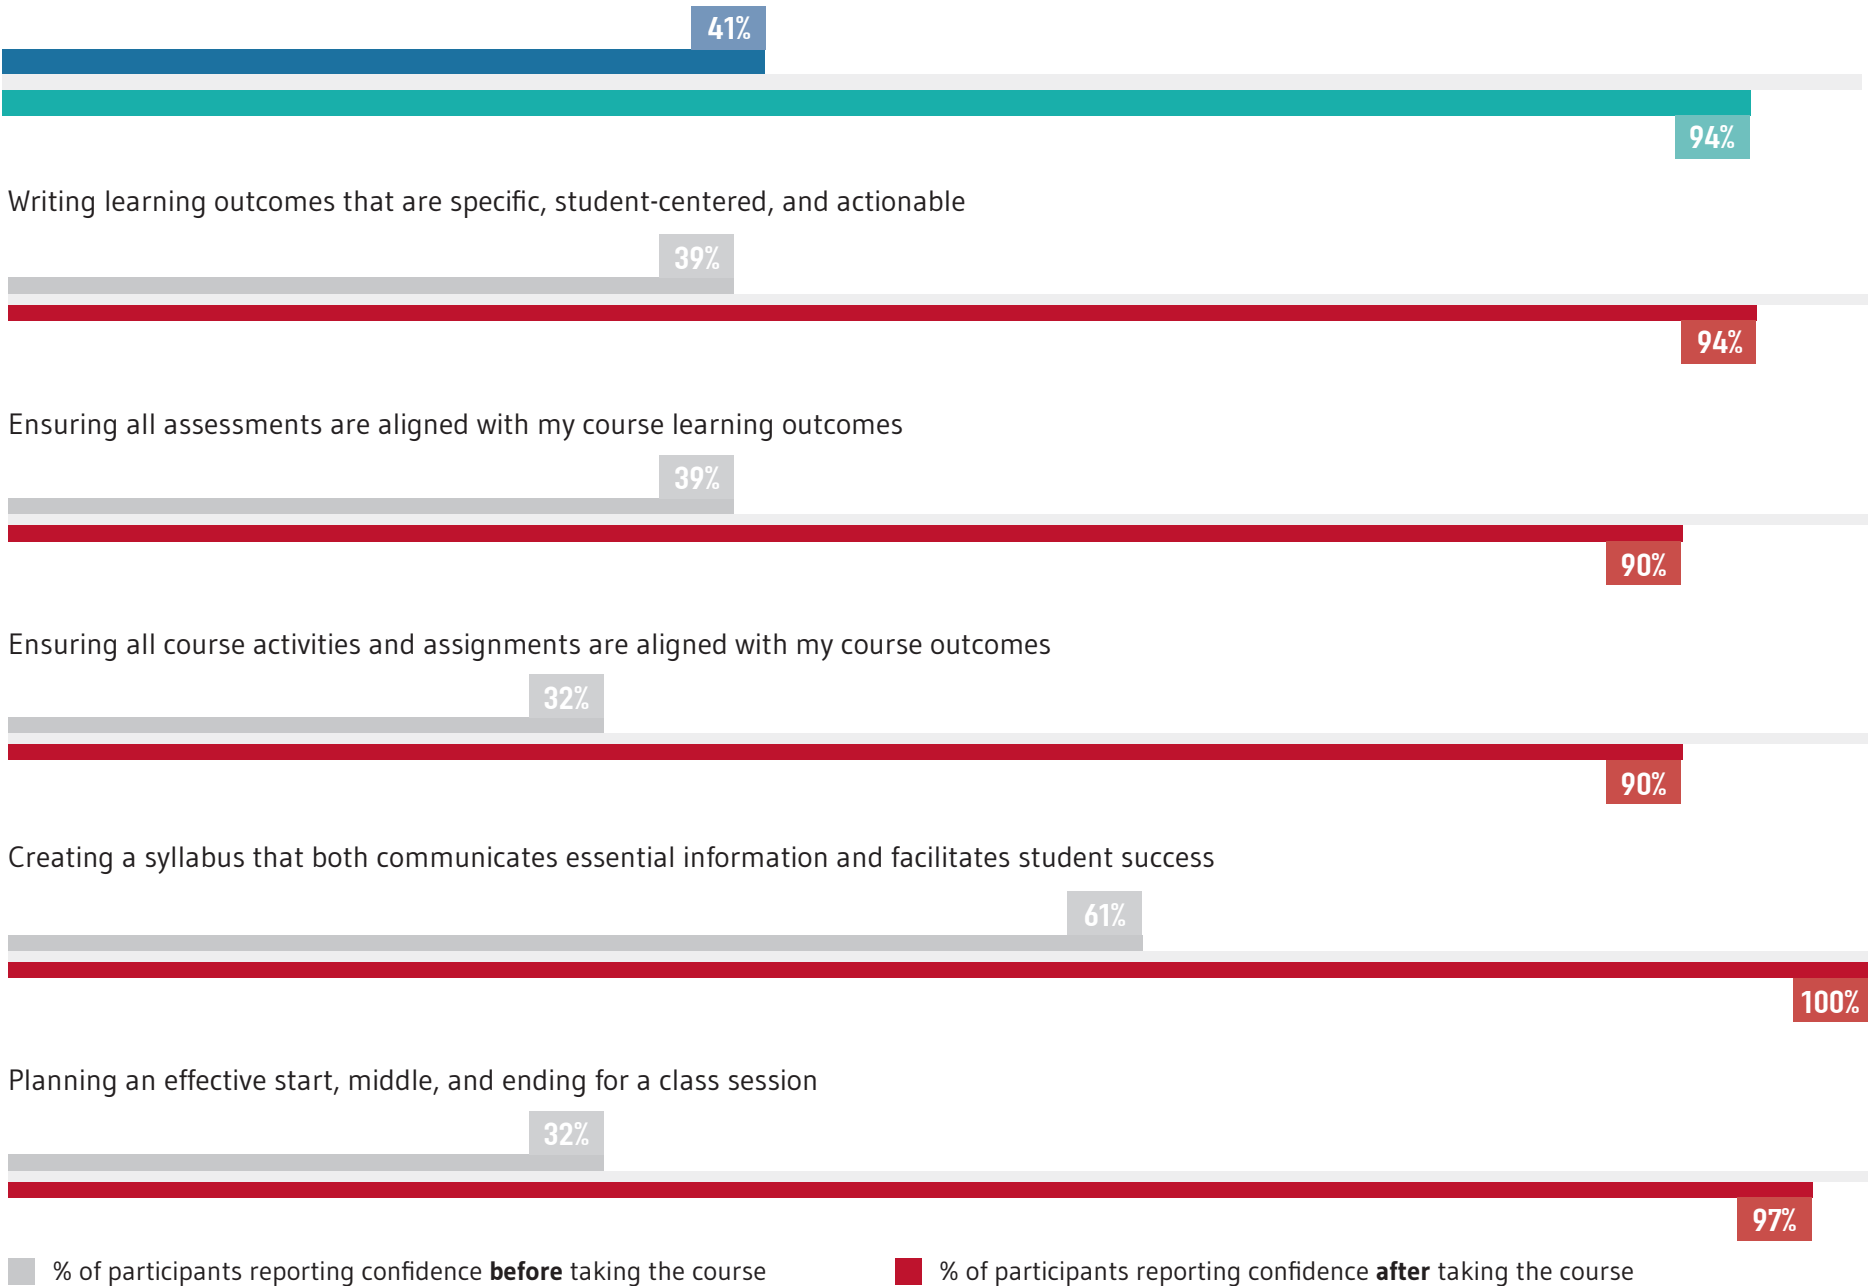 41%
94%
Writing learning outcomes that are specific, student-centered, and actionable
39%
94%
Ensuring all assessments are aligned with my course learning outcomes
39%
90%
Ensuring all course activities and assignments are aligned with my course outcomes
32%
90%
Creating a syllabus that both communicates essential information and facilitates student success
61%
100%
Planning an effective start, middle, and ending for a class session
32%
97%
% of participants reporting confidence before taking the course
% of participants reporting confidence after taking the course